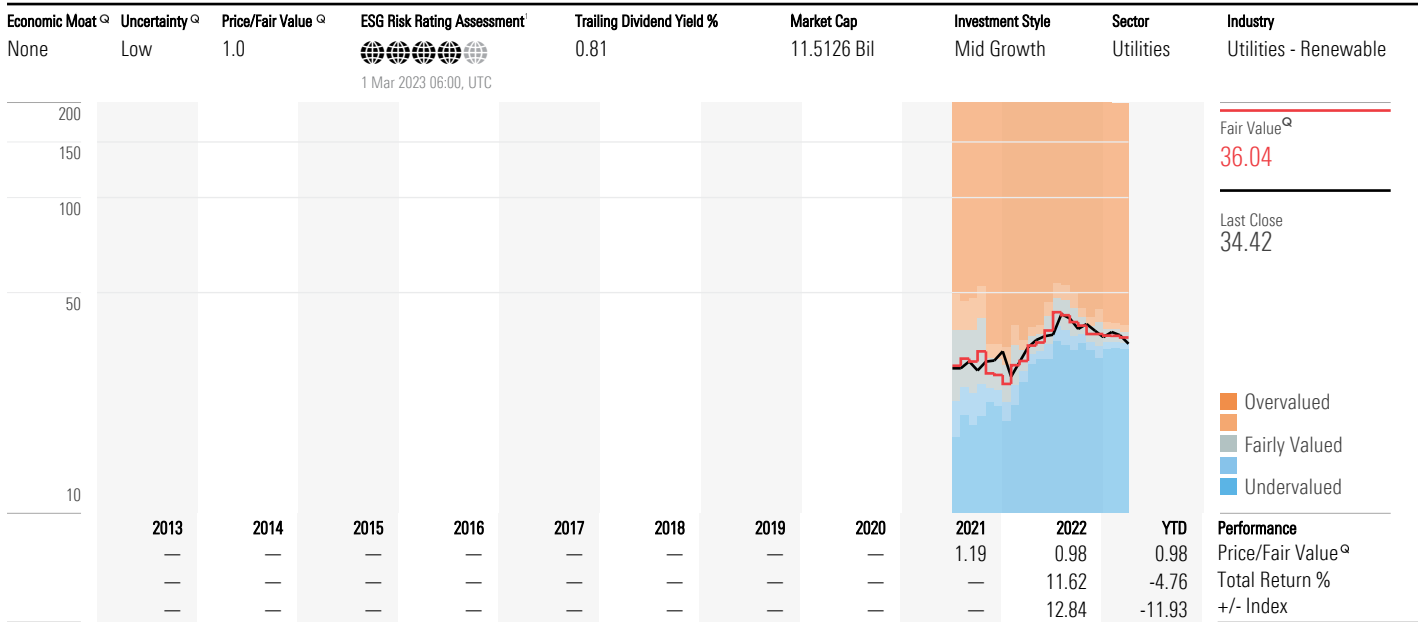 Economic Moat Q Uncertainty Q Price/Fair Value Q ESG Risk Rating Assessment¹ Trailing Dividend Yield % Market Cap Investment Style Sector Industry
None Low 1.0 0.81 11.5126 Bil Mid Growth Utilities Utilities - Renewable
1 Mar 2023 06:00, UTC
200
150
100
50
10
Fair Value Q
36.04
Last Close
34.42
Overvalued
Fairly Valued
Undervalued
2013 2014 2015 2016 2017 2018 2019 2020 2021 2022 YTD Performance
— — — — — — — — 1.19 0.98 0.98 Price/Fair Value Q
— — — — — — — — — 11.62 -4.76 Total Return %
— — — — — — — — — 12.84 -11.93 +/- Index